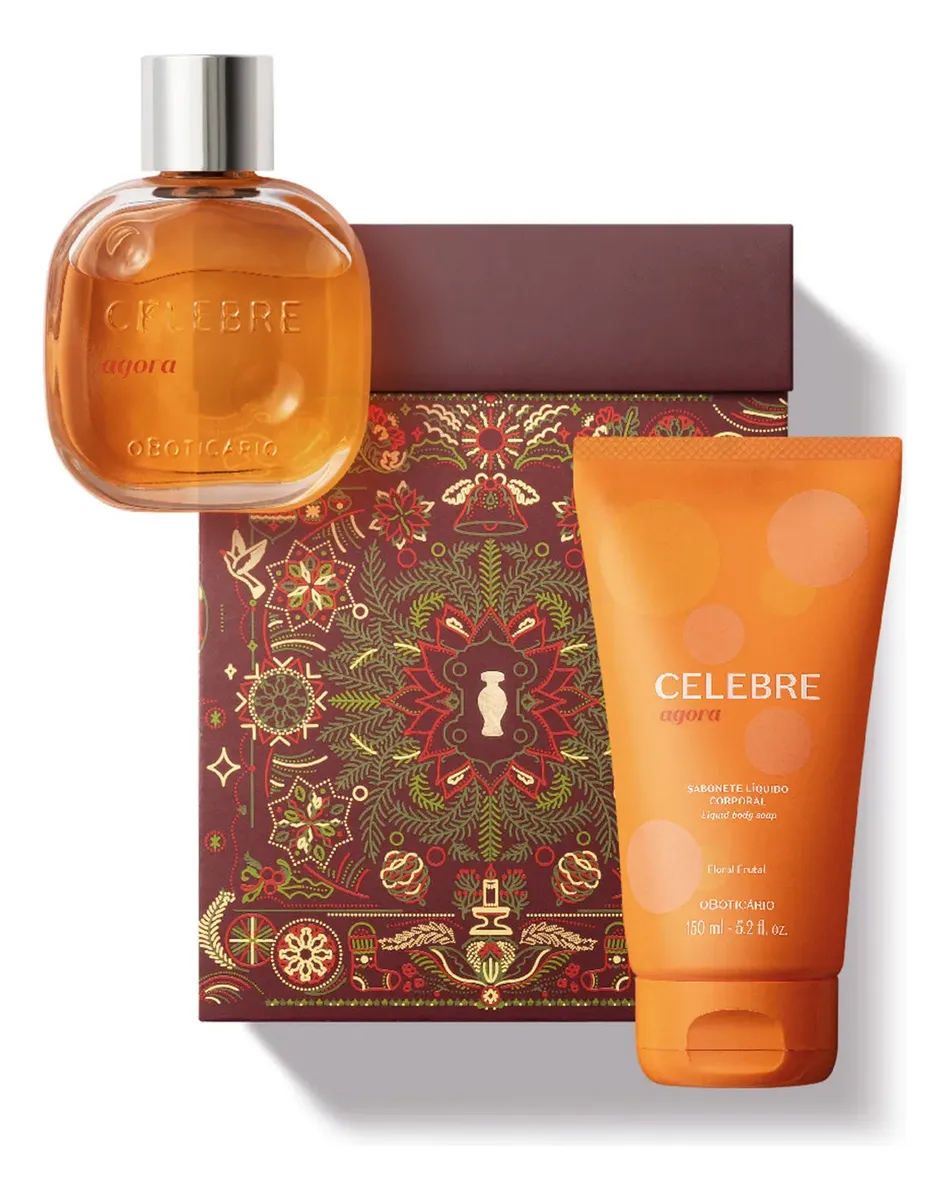 CELEBRE
agora
OBOTICÁRIO
CELEBRE
agora
SABONETE LÍQUIDO
CORPORAL
Liquid body soap
Floral Frutal
OBOTICÁRIO
150 ml - 5.2 fl. oz.